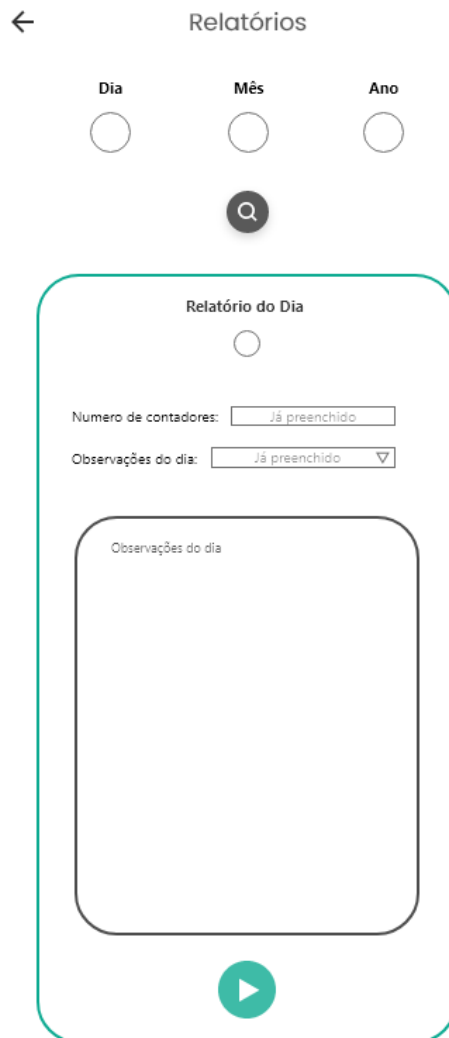 Relatórios
Dia Mês Ano
Relatório do Dia
Numero de contadores: Já preenchido
Observações do dia: Já preenchido
Observações do dia